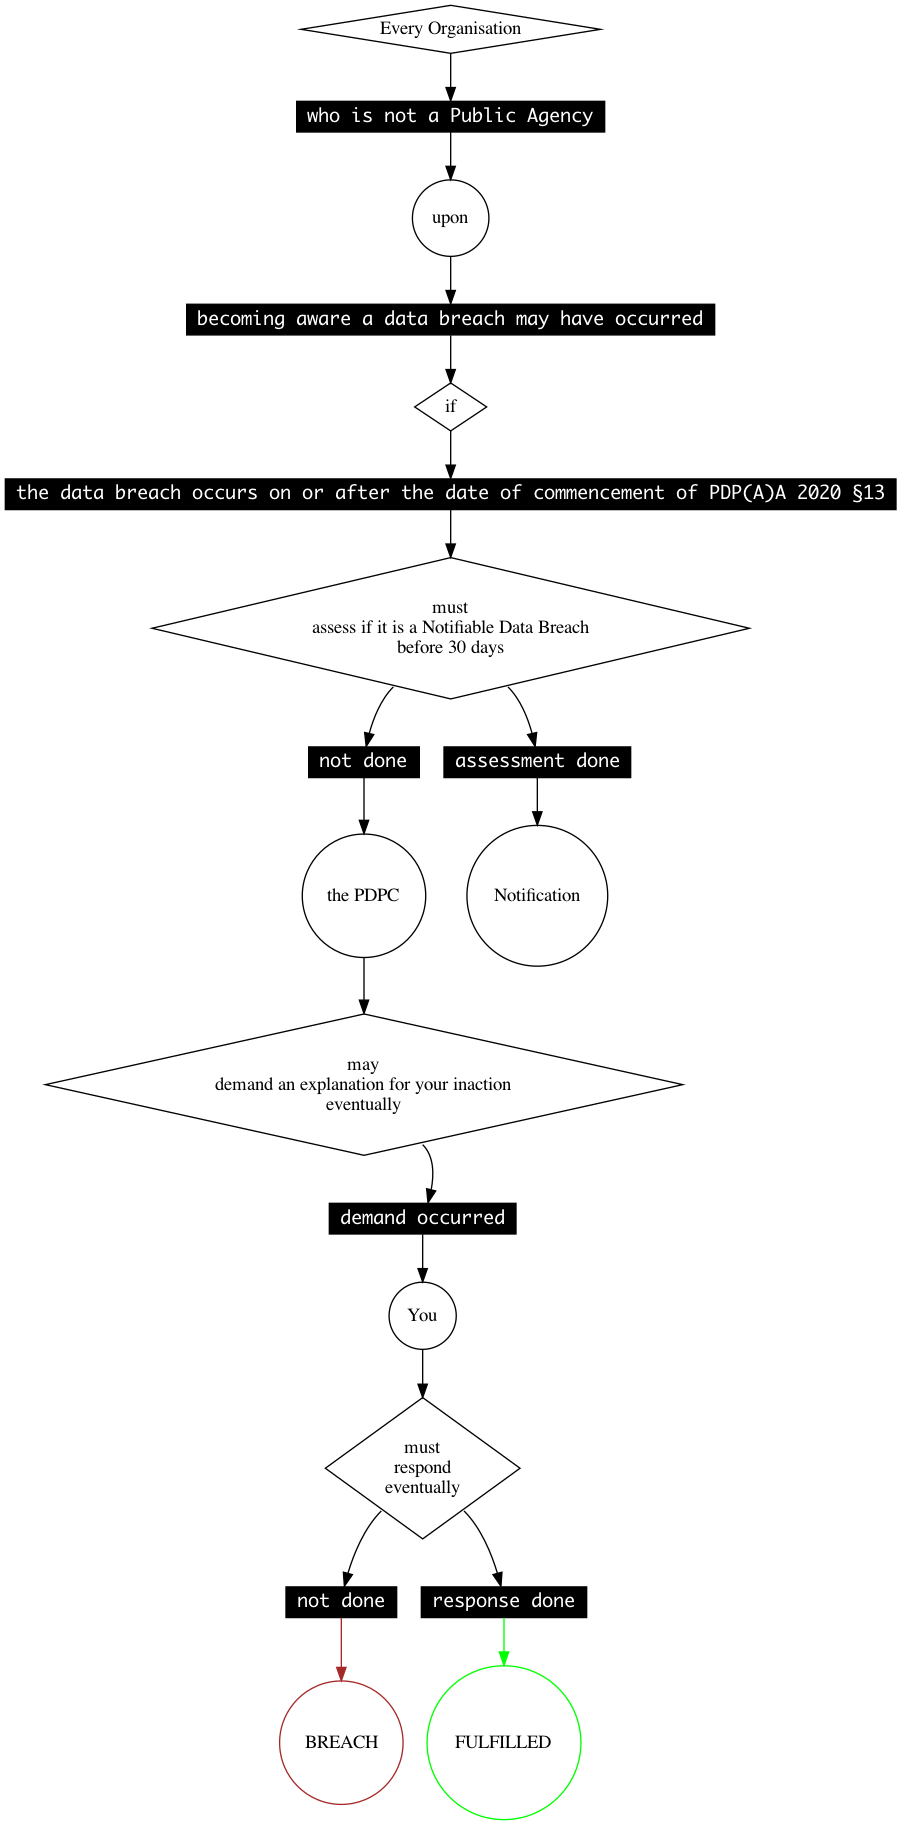 Every Organisation
who is not a Public Agency
upon
becoming aware a data breach may have occurred
if
the data breach occurs on or after the date of commencement of PDP(A)A 2020 §13
must
assess if it is a Notifiable Data Breach
before 30 days
not done
assessment done
the PDPC
Notification
may
demand an explanation for your inaction
eventually
demand occurred
You
must
respond
eventually
not done
response done
BREACH
FULFILLED